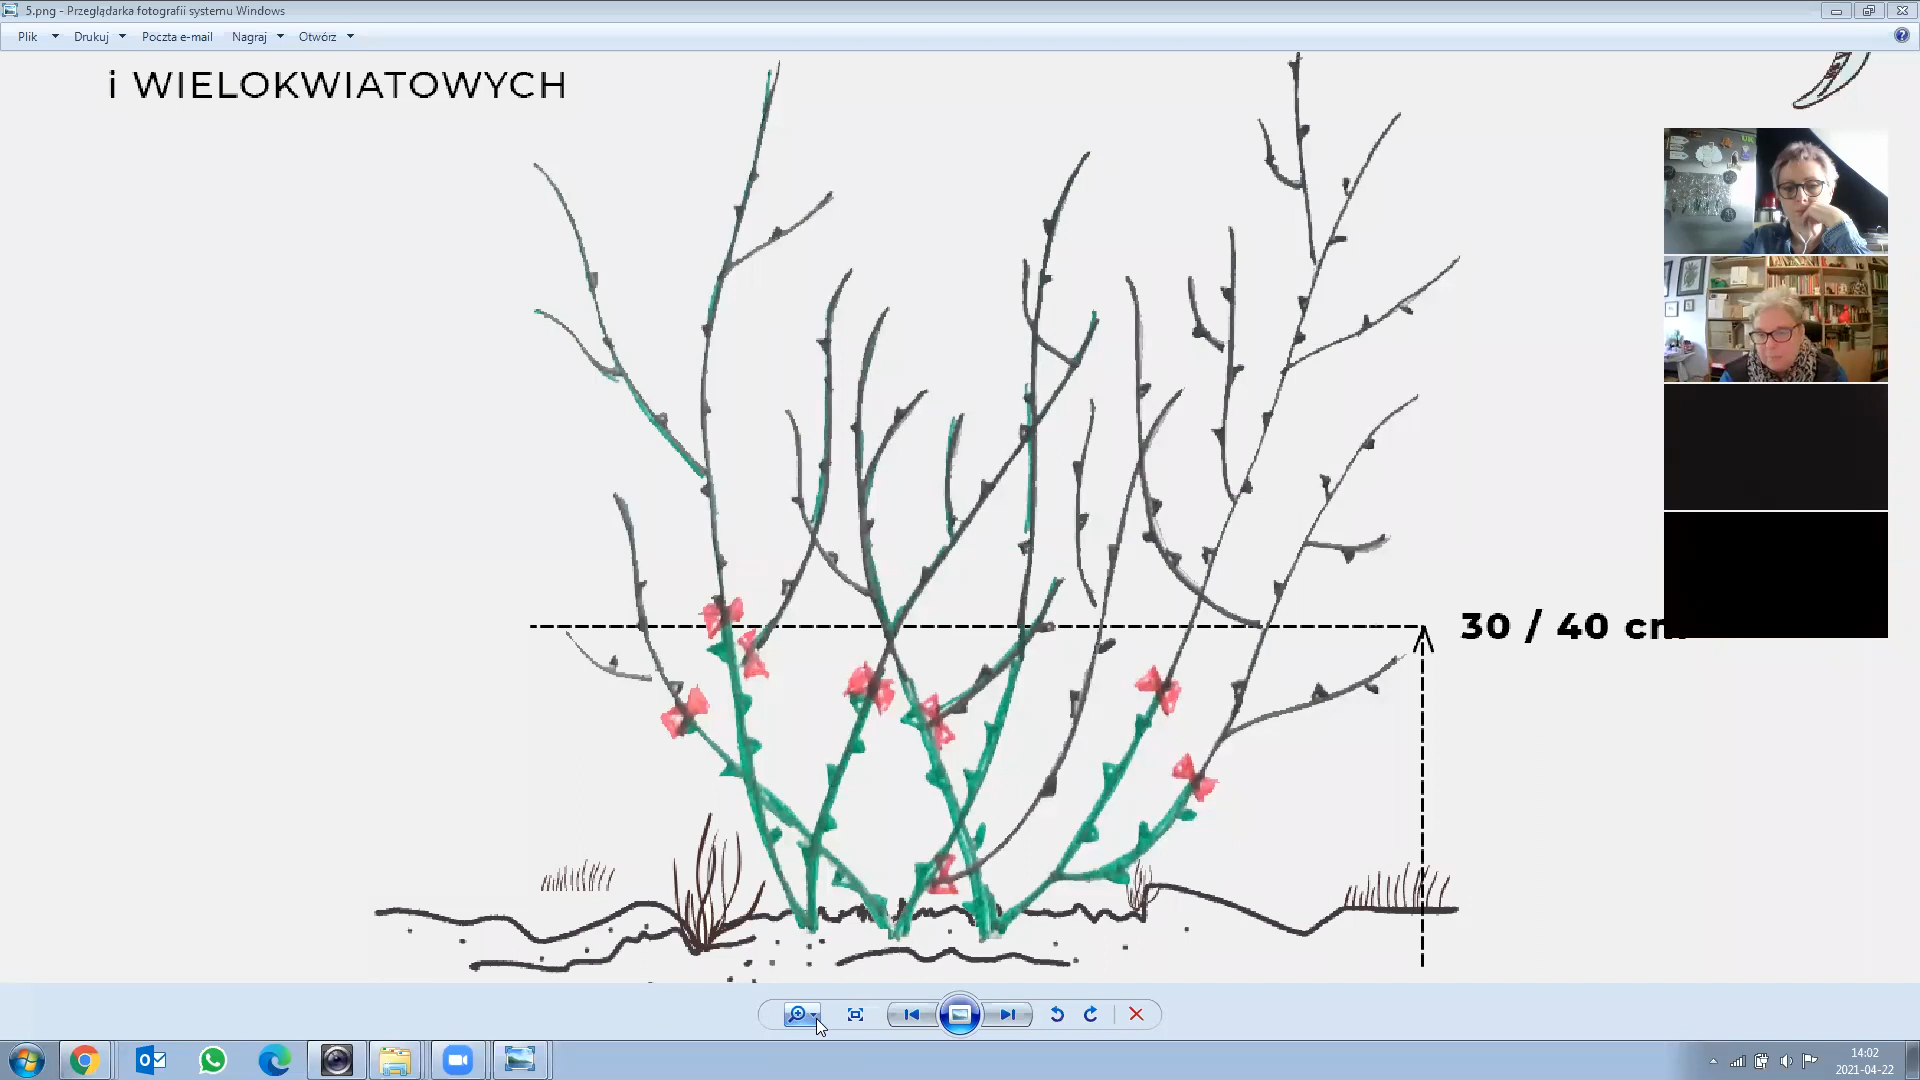 5.png - Przeglądarka fotografii systemu Windows
Plik Drukuj Poczta e-mail Nagraj Otwórz
i WIELOKWIATOWYCH
UK
30 / 40 cm
14:02
2021-04-22